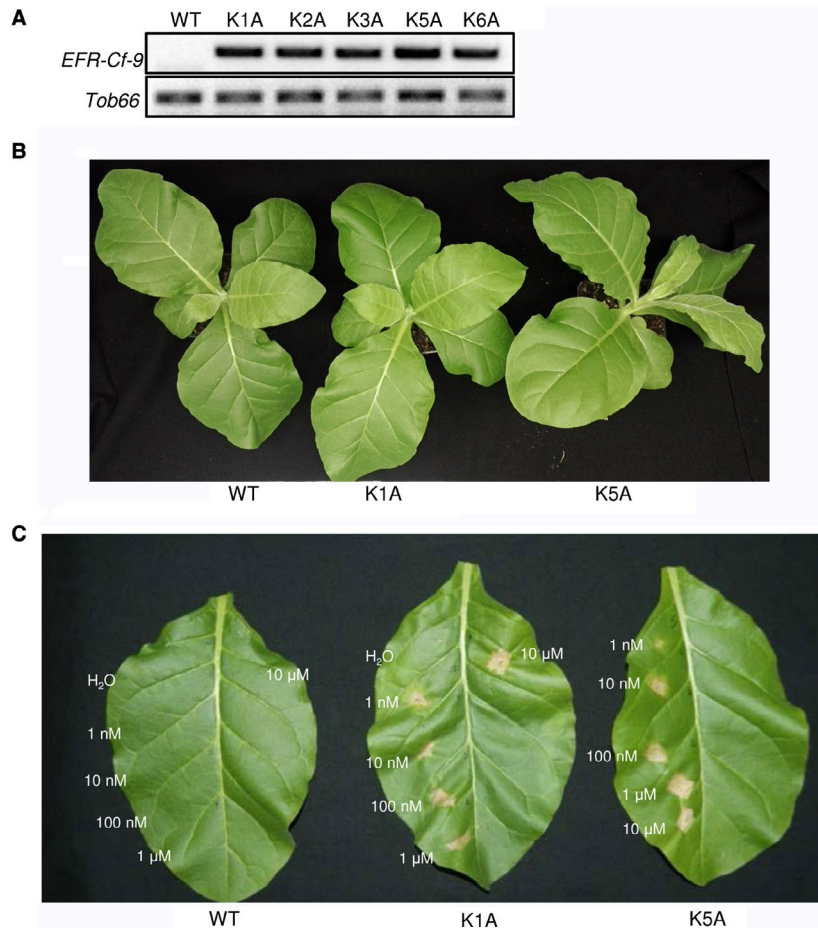 A
WT K1A K2A K3A K5A K6A
EFR-Cf-9
Tob66
B
WT K1A K5A
C
H₂O 10 µM
1 nM
10 nM
100 nM
1 µM
H₂O 10 µM
1 nM
10 nM
100 nM
1 µM
1 nM
10 nM
100 nM
1 µM
10 µM
WT K1A K5A